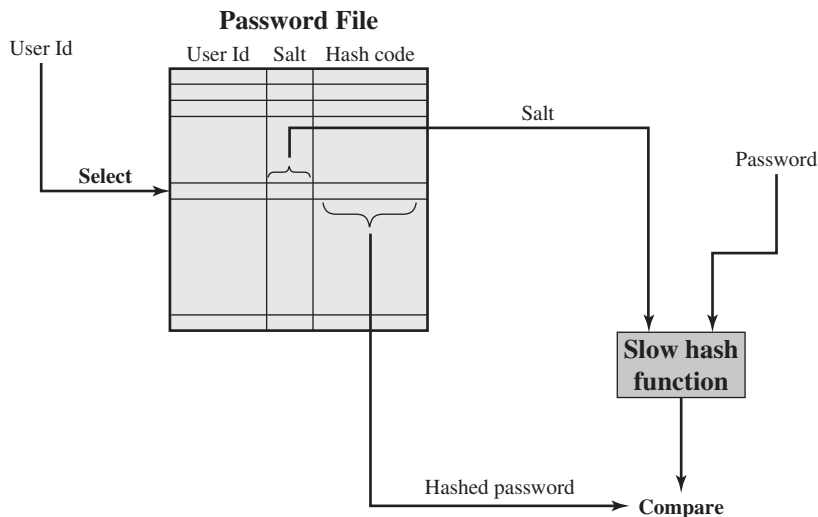 Password File
User Id
User Id Salt Hash code
Salt
Password
Select
Slow hash
function
Hashed password
Compare